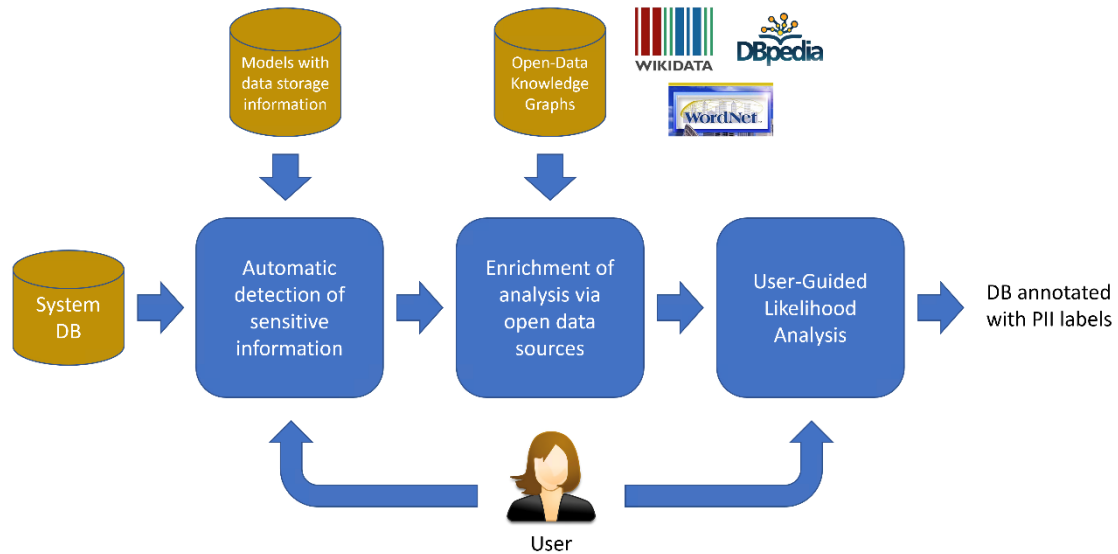 Models with
data storage
information
Open-Data
Knowledge
Graphs
WIKIDATA
DBpedia
WordNet
System
DB
Automatic
detection of
sensitive
information
Enrichment of
analysis via
open data
sources
User-Guided
Likelihood
Analysis
DB annotated
with PII labels
User